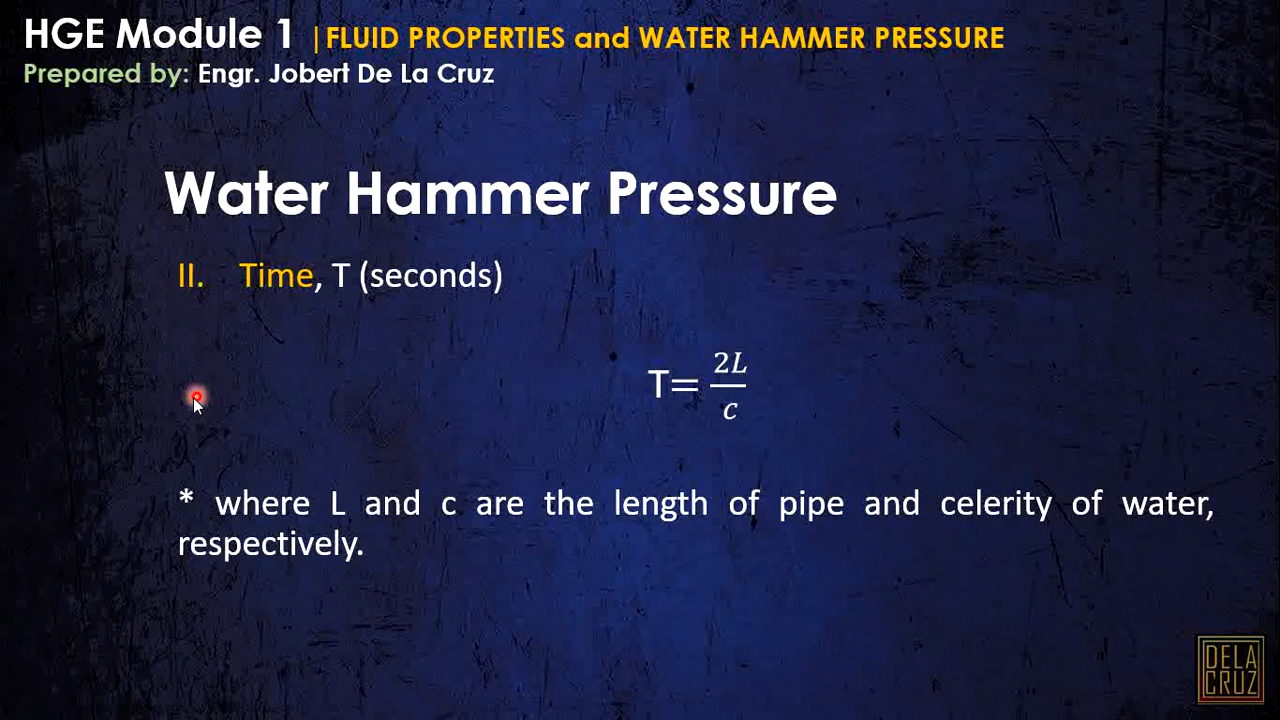 HGE Module 1 |FLUID PROPERTIES and WATER HAMMER PRESSURE
Prepared by: Engr. Jobert De La Cruz
Water Hammer Pressure
II. Time, T (seconds)
T= 2L/c
* where L and c are the length of pipe and celerity of water,
respectively.
DELA
CRUZ